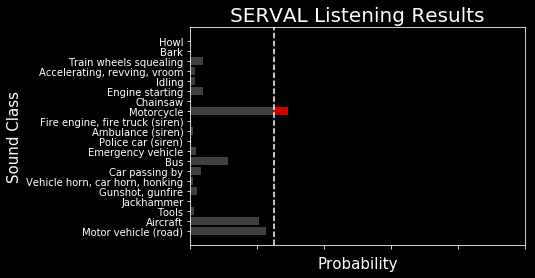 SERVAL Listening Results
Howl
Bark
Train wheels squealing
Accelerating, revving, vroom
Idling
Engine starting
Chainsaw
Motorcycle
Fire engine, fire truck (siren)
Ambulance (siren)
Police car (siren)
Emergency vehicle
Bus
Car passing by
Vehicle horn, car horn, honking
Gunshot, gunfire
Jackhammer
Tools
Aircraft
Motor vehicle (road)
Sound Class
Probability